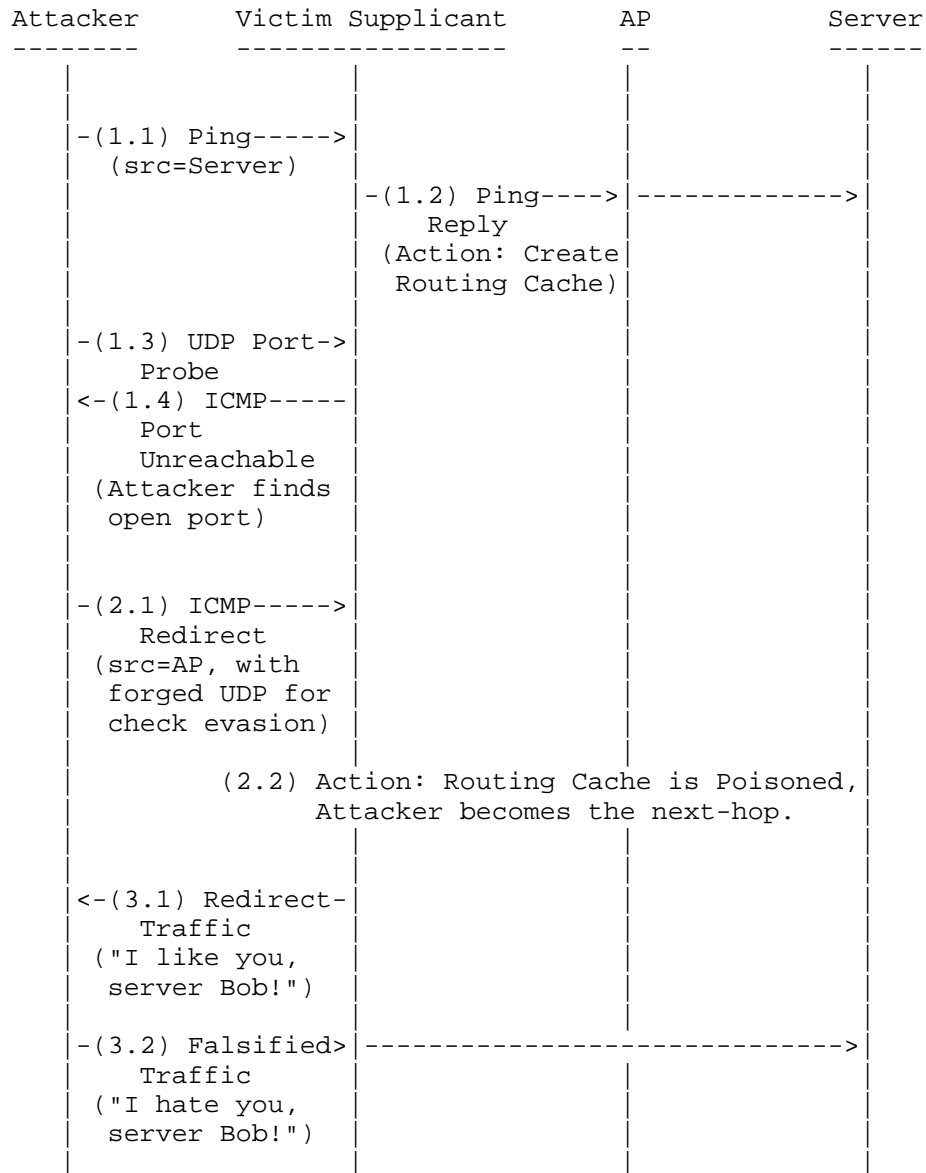 Attacker Victim Supplicant AP Server
-------- ----------------- -- ------
| | | |
| | | |
|-(1.1) Ping----->| | |
| (src=Server) | | |
| |-(1.2) Ping---->|------------->|
| | Reply | |
| | (Action: Create| |
| | Routing Cache)| |
| | | |
|-(1.3) UDP Port->| | |
| Probe | | |
|<-(1.4) ICMP-----| | |
| Port | | |
| Unreachable | | |
| (Attacker finds | | |
| open port) | | |
| | | |
| | | |
|-(2.1) ICMP----->| | |
| Redirect | | |
| (src=AP, with | | |
| forged UDP for | | |
| check evasion) | | |
| | | |
| (2.2) Action: Routing Cache is Poisoned,|
| Attacker becomes the next-hop. |
| | | |
| | | |
|<-(3.1) Redirect-| | |
| Traffic | | |
| ("I like you, | | |
| server Bob!") | | |
| | | |
|-(3.2) Falsified>|------------------------------>|
| Traffic | | |
| ("I hate you, | | |
| server Bob!") | | |
| | | |